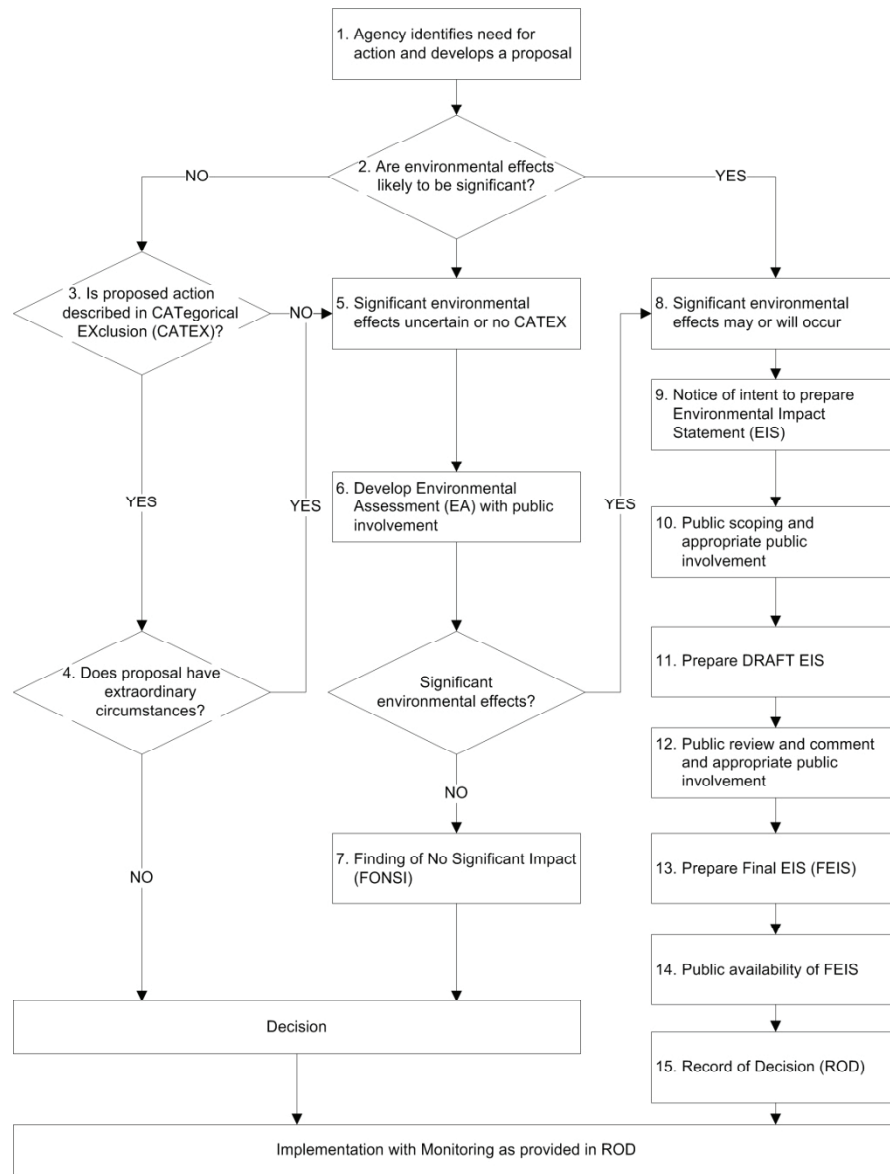 1. Agency identifies need for
action and develops a proposal
2. Are environmental effects
likely to be significant?
NO
YES
3. Is proposed action
described in CATegorical
EXclusion (CATEX)?
NO
5. Significant environmental
effects uncertain or no CATEX
8. Significant environmental
effects may or will occur
9. Notice of intent to prepare
Environmental Impact
Statement (EIS)
YES
YES
6. Develop Environmental
Assessment (EA) with public
involvement
YES
10. Public scoping and
appropriate public
involvement
4. Does proposal have
extraordinary
circumstances?
Significant
environmental effects?
11. Prepare DRAFT EIS
12. Public review and comment
and appropriate public
involvement
NO
7. Finding of No Significant Impact
(FONSI)
13. Prepare Final EIS (FEIS)
NO
14. Public availability of FEIS
Decision
15. Record of Decision (ROD)
Implementation with Monitoring as provided in ROD